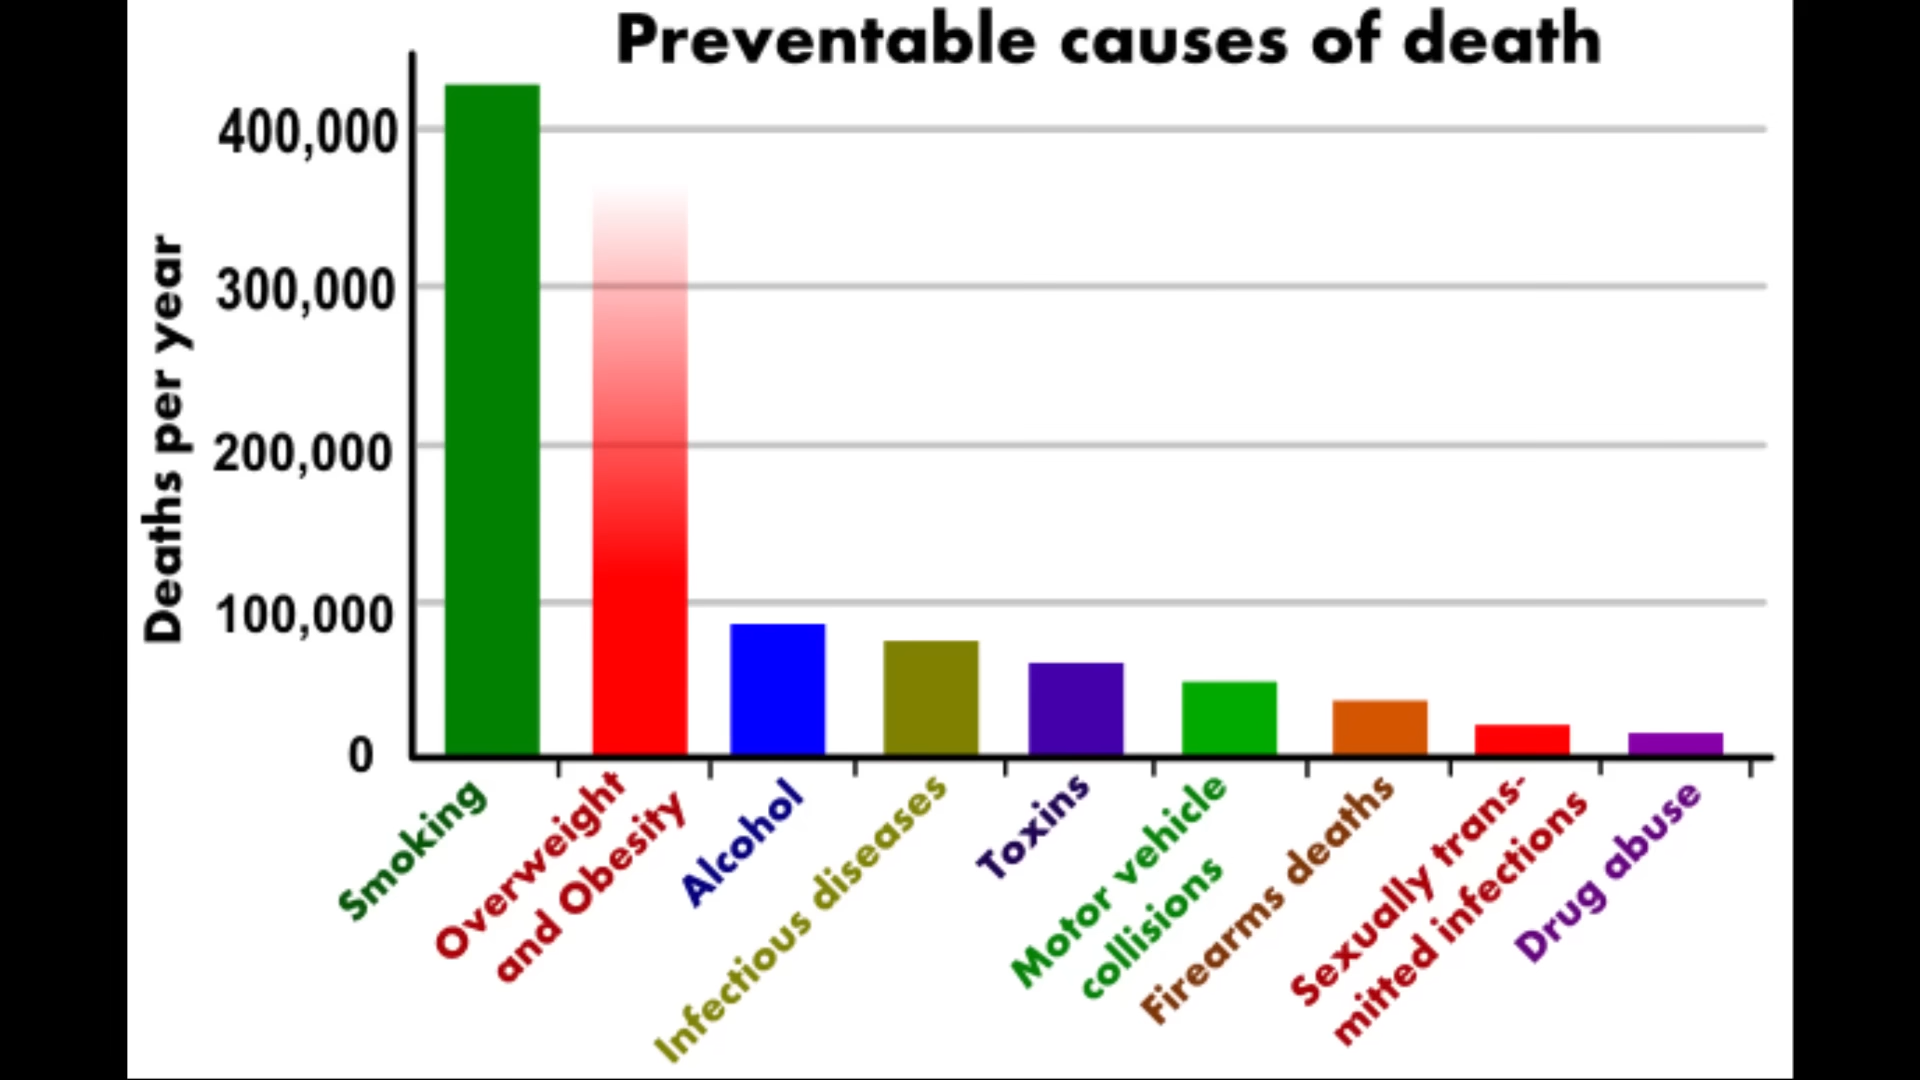 Preventable causes of death
Deaths per year
400,000
300,000
200,000
100,000
0
Smoking
Overweight
and Obesity
Alcohol
Infectious diseases
Toxins
Motor vehicle
collisions
Firearms deaths
Sexually trans-
mitted infections
Drug abuse